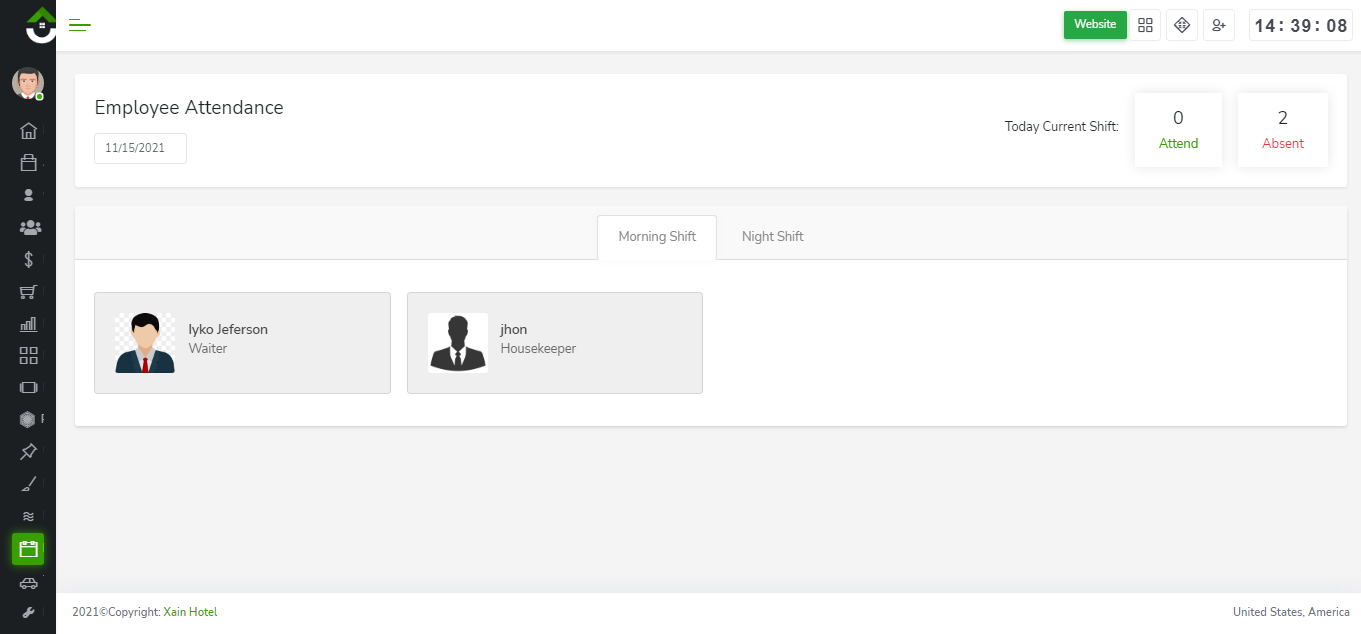 Website
14 : 39 : 08
Employee Attendance
11/15/2021
Today Current Shift:
0
Attend
2
Absent
Morning Shift
Night Shift
lyko Jeferson
Waiter
jhon
Housekeeper
2021©Copyright: Xain Hotel
United States, America